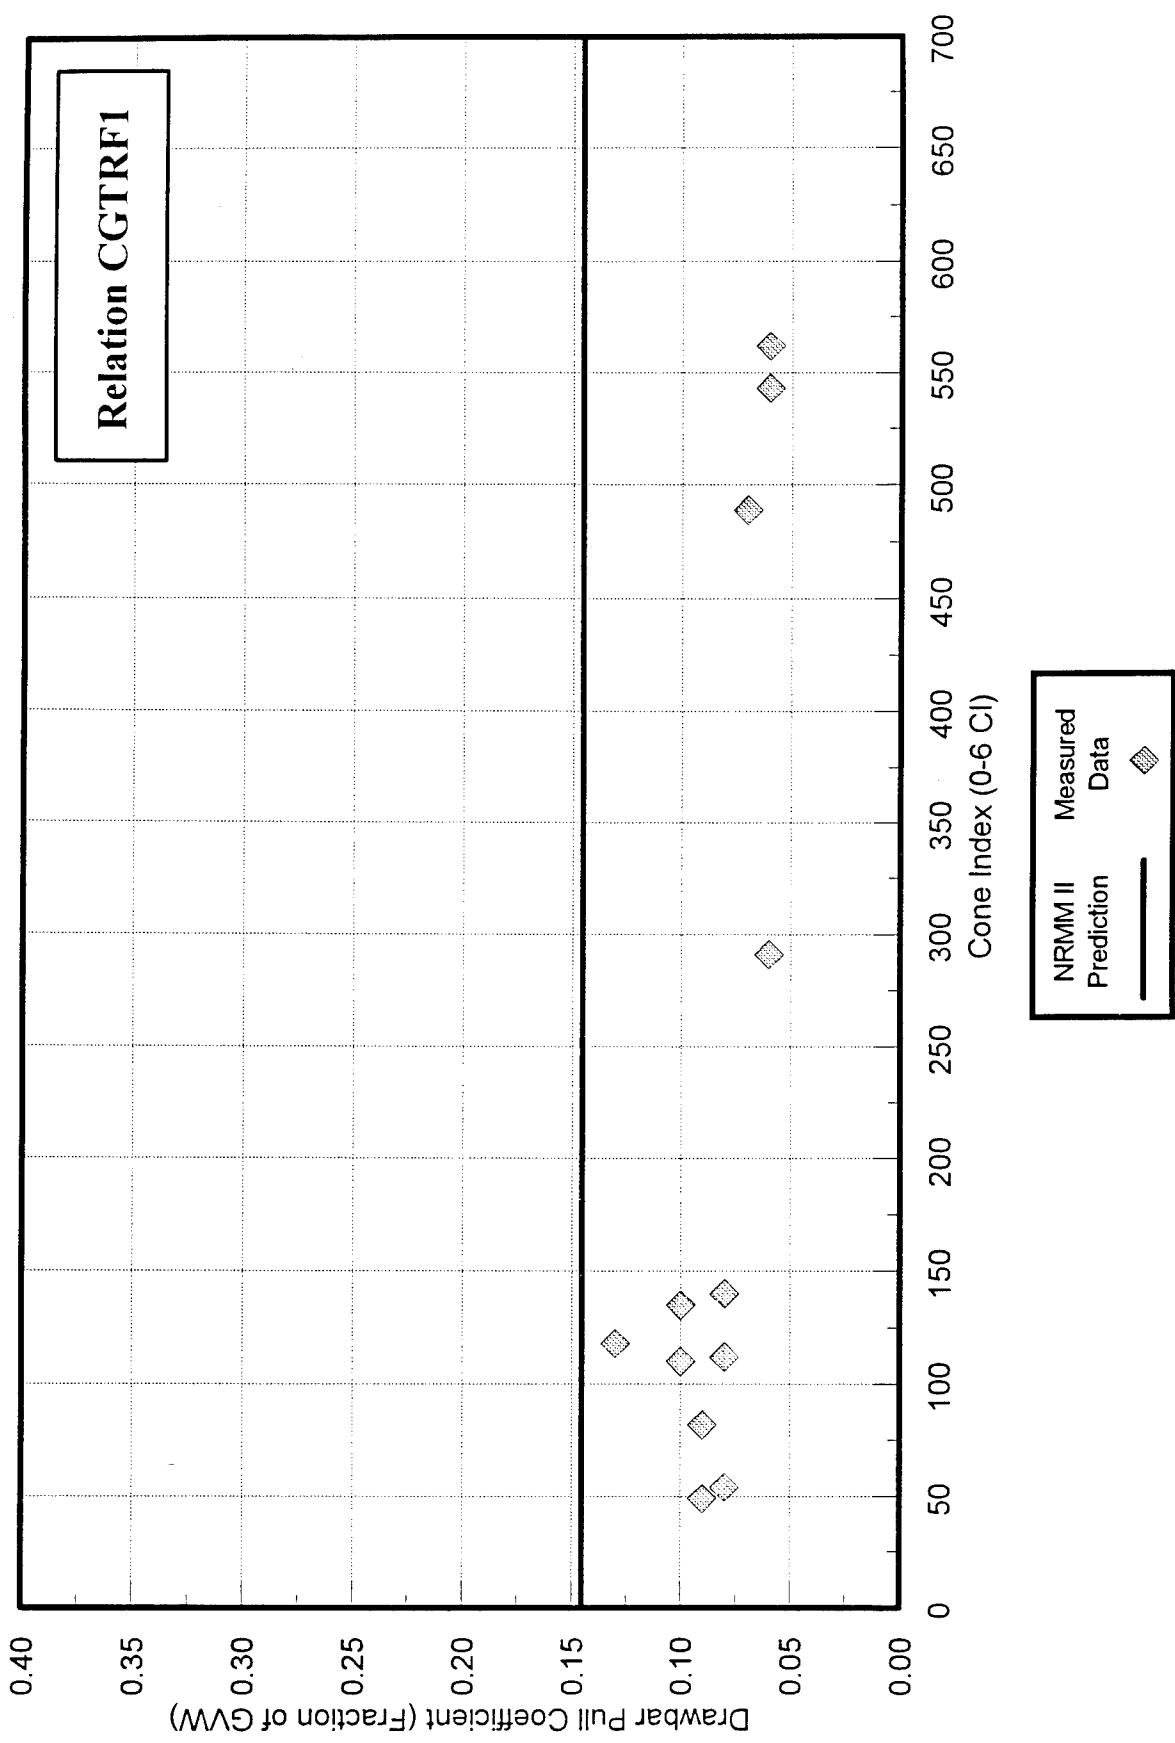 Relation CGTRF1
Drawbar Pull Coefficient (Fraction of GVW)
0.40
0.35
0.30
0.25
0.20
0.15
0.10
0.05
0.00
0 50 100 150 200 250 300 350 400 450 500 550 600 650 700
Cone Index (0-6 CI)
NRMM II
Prediction
Measured
Data